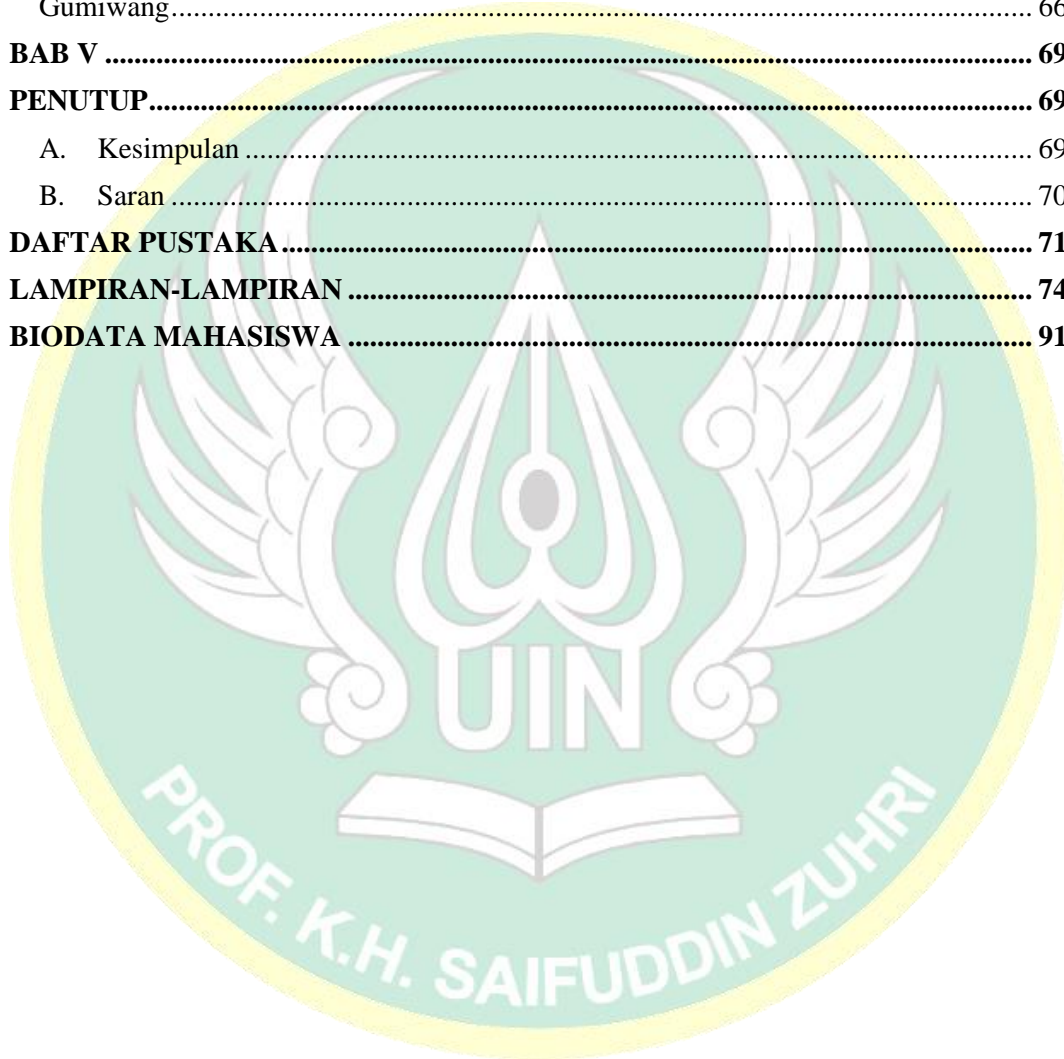 Gumiwang........................................................................................................................ 66
BAB V ............................................................................................................................. 69
PENUTUP....................................................................................................................... 69
A. Kesimpulan ............................................................................................................... 69
B. Saran ......................................................................................................................... 70
DAFTAR PUSTAKA...................................................................................................... 71
LAMPIRAN-LAMPIRAN ............................................................................................. 74
BIODATA MAHASISWA ............................................................................................. 91
UIN
PROF. K.H. SAIFUDDIN ZUHRI